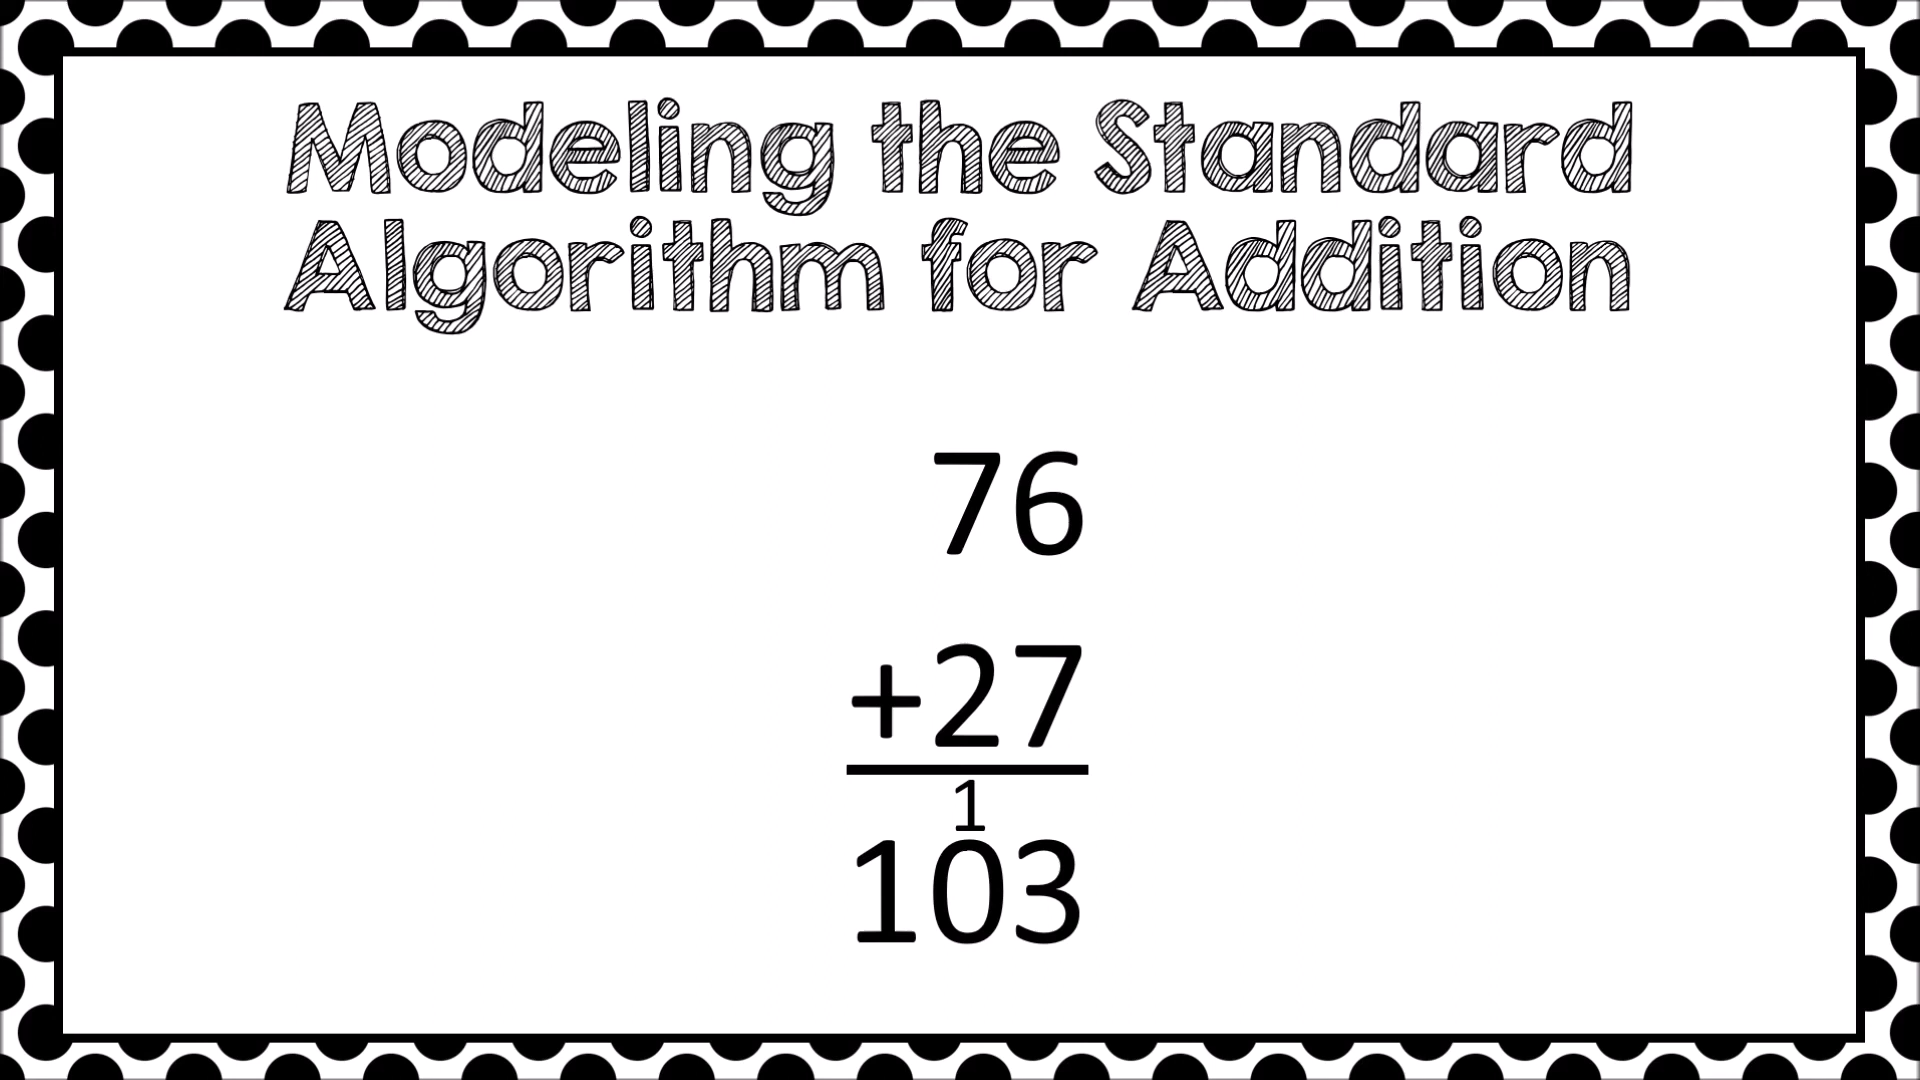 Modeling the Standard
Algorithm for Addition
76
+27
1
103